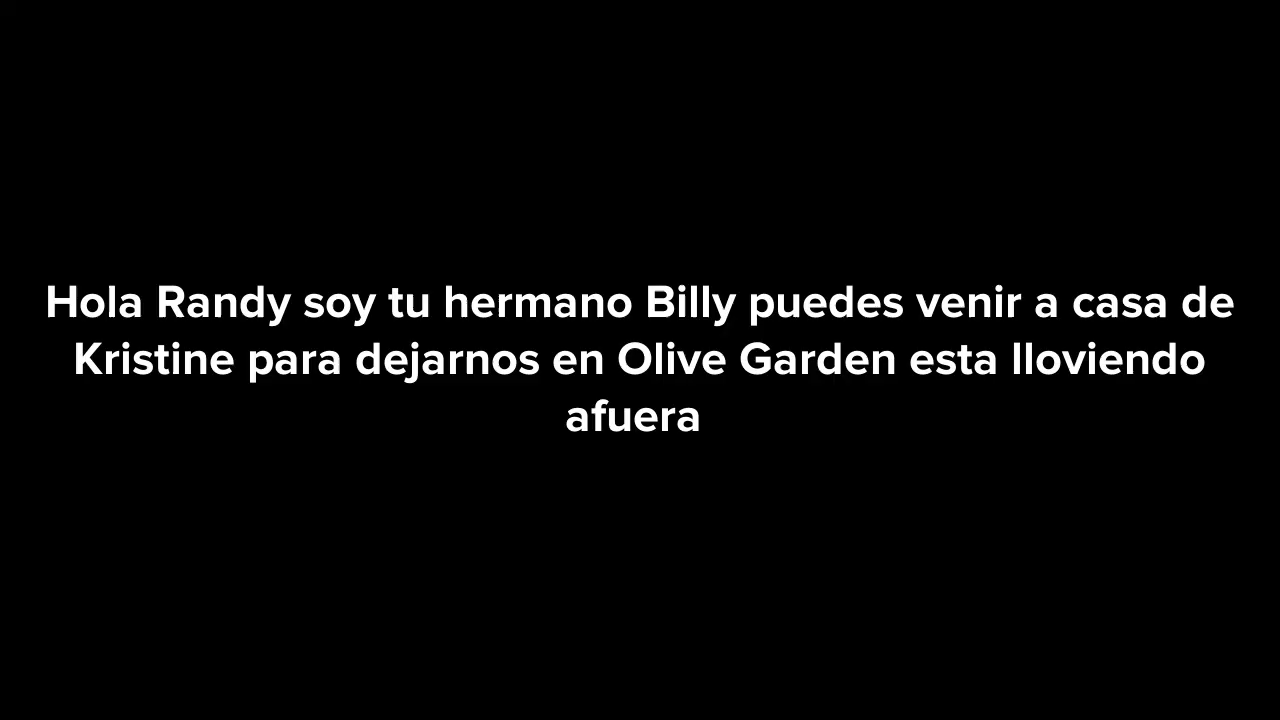 Hola Randy soy tu hermano Billy puedes venir a casa de
Kristine para dejarnos en Olive Garden esta lloviendo
afuera